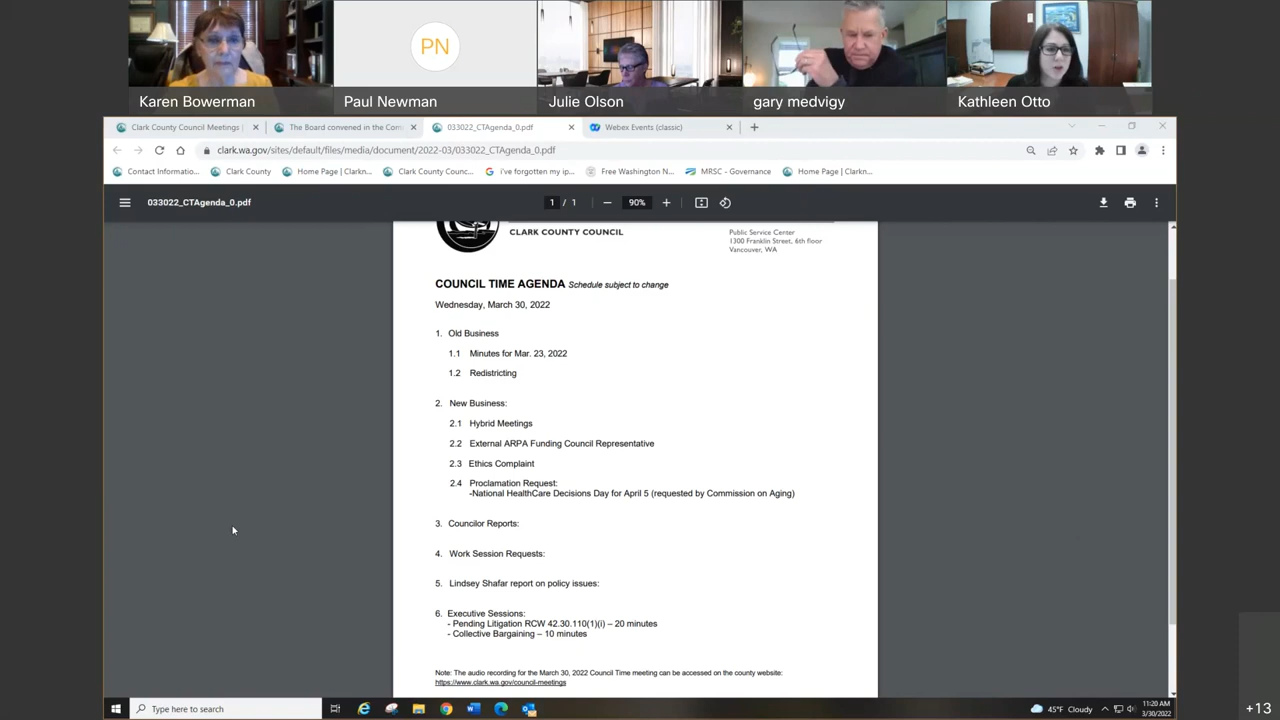 PN
Karen Bowerman
Paul Newman
Julie Olson
gary medvigy
Kathleen Otto
Clark County Council Meetings |
The Board convened in the Com
033022_CTAgenda_0.pdf
Webex Events (classic)
clark.wa.gov/sites/default/files/media/document/2022-03/033022_CTAgenda_0.pdf
Contact Informatio...
Clark County
Home Page | Clarkn...
Clark County Counc...
i've forgotten my ip...
Free Washington N...
MRSC - Governance
Home Page | Clarkn...
033022_CTAgenda_0.pdf
1 / 1
90%
CLARK COUNTY COUNCIL
Public Service Center
1300 Franklin Street, 6th floor
Vancouver, WA
COUNCIL TIME AGENDA Schedule subject to change
Wednesday, March 30, 2022
1. Old Business
1.1 Minutes for Mar. 23, 2022
1.2 Redistricting
2. New Business:
2.1 Hybrid Meetings
2.2 External ARPA Funding Council Representative
2.3 Ethics Complaint
2.4 Proclamation Request:
-National HealthCare Decisions Day for April 5 (requested by Commission on Aging)
3. Councilor Reports:
4. Work Session Requests:
5. Lindsey Shafar report on policy issues:
6. Executive Sessions:
- Pending Litigation RCW 42.30.110(1)(i) – 20 minutes
- Collective Bargaining – 10 minutes
Note: The audio recording for the March 30, 2022 Council Time meeting can be accessed on the county website:
https://www.clark.wa.gov/council-meetings
Type here to search
45°F Cloudy
11:20 AM
3/30/2022
+13